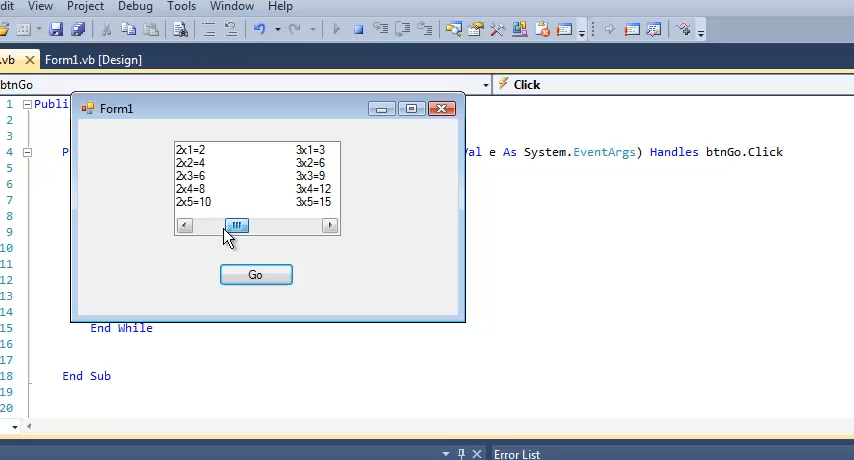 dit View Project Debug Tools Window Help
.vb Form1.vb [Design]
btnGo Click
1 Publi
2
3
4 P Val e As System.EventArgs) Handles btnGo.Click
5
6
7
8
9
10
11
12
13
14
15 End While
16
17
18 End Sub
19
20
Form1
2x1=2 3x1=3
2x2=4 3x2=6
2x3=6 3x3=9
2x4=8 3x4=12
2x5=10 3x5=15
Go
Error List